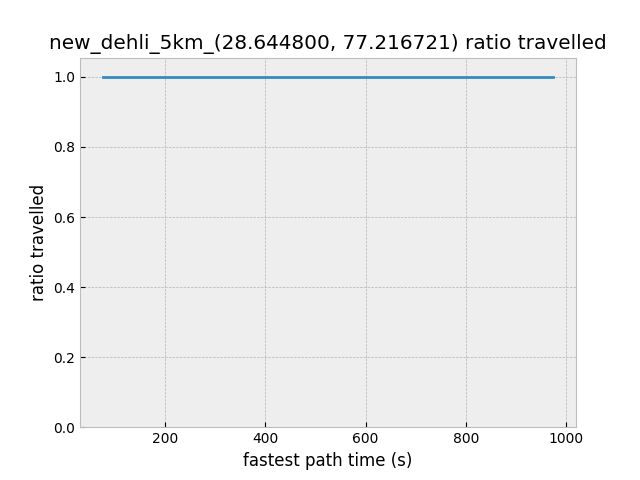 new_dehli_5km_(28.644800, 77.216721) ratio travelled
1.0
0.8
0.6
0.4
0.2
0.0
ratio travelled
200 400 600 800 1000
fastest path time (s)